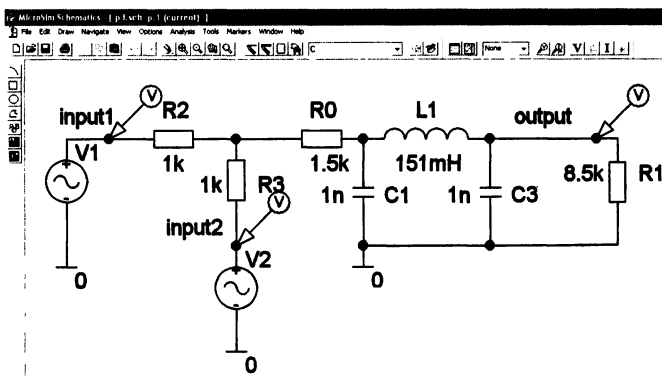 MicroSim Schematics - [ p3.sch p.1 (current) ]
File Edit Draw Navigate View Options Analysis Tools Markers Window Help
C
None
V I
V V
input1 R2 R0 L1 output
V1
1k 1.5k 151mH 8.5k R1
1k R3 1n C1 1n C3
V
input2
V2
0 0
0